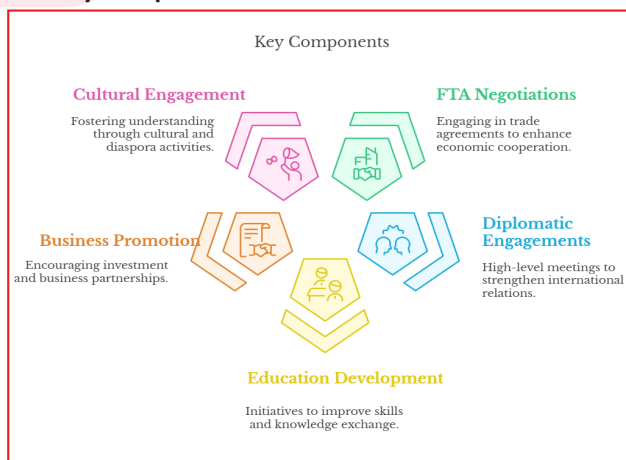 Key Components
Cultural Engagement
Fostering understanding
through cultural and
diaspora activities.
FTA Negotiations
Engaging in trade
agreements to enhance
economic cooperation.
Business Promotion
Encouraging investment
and business partnerships.
Diplomatic
Engagements
High-level meetings to
strengthen international
relations.
Education Development
Initiatives to improve skills
and knowledge exchange.